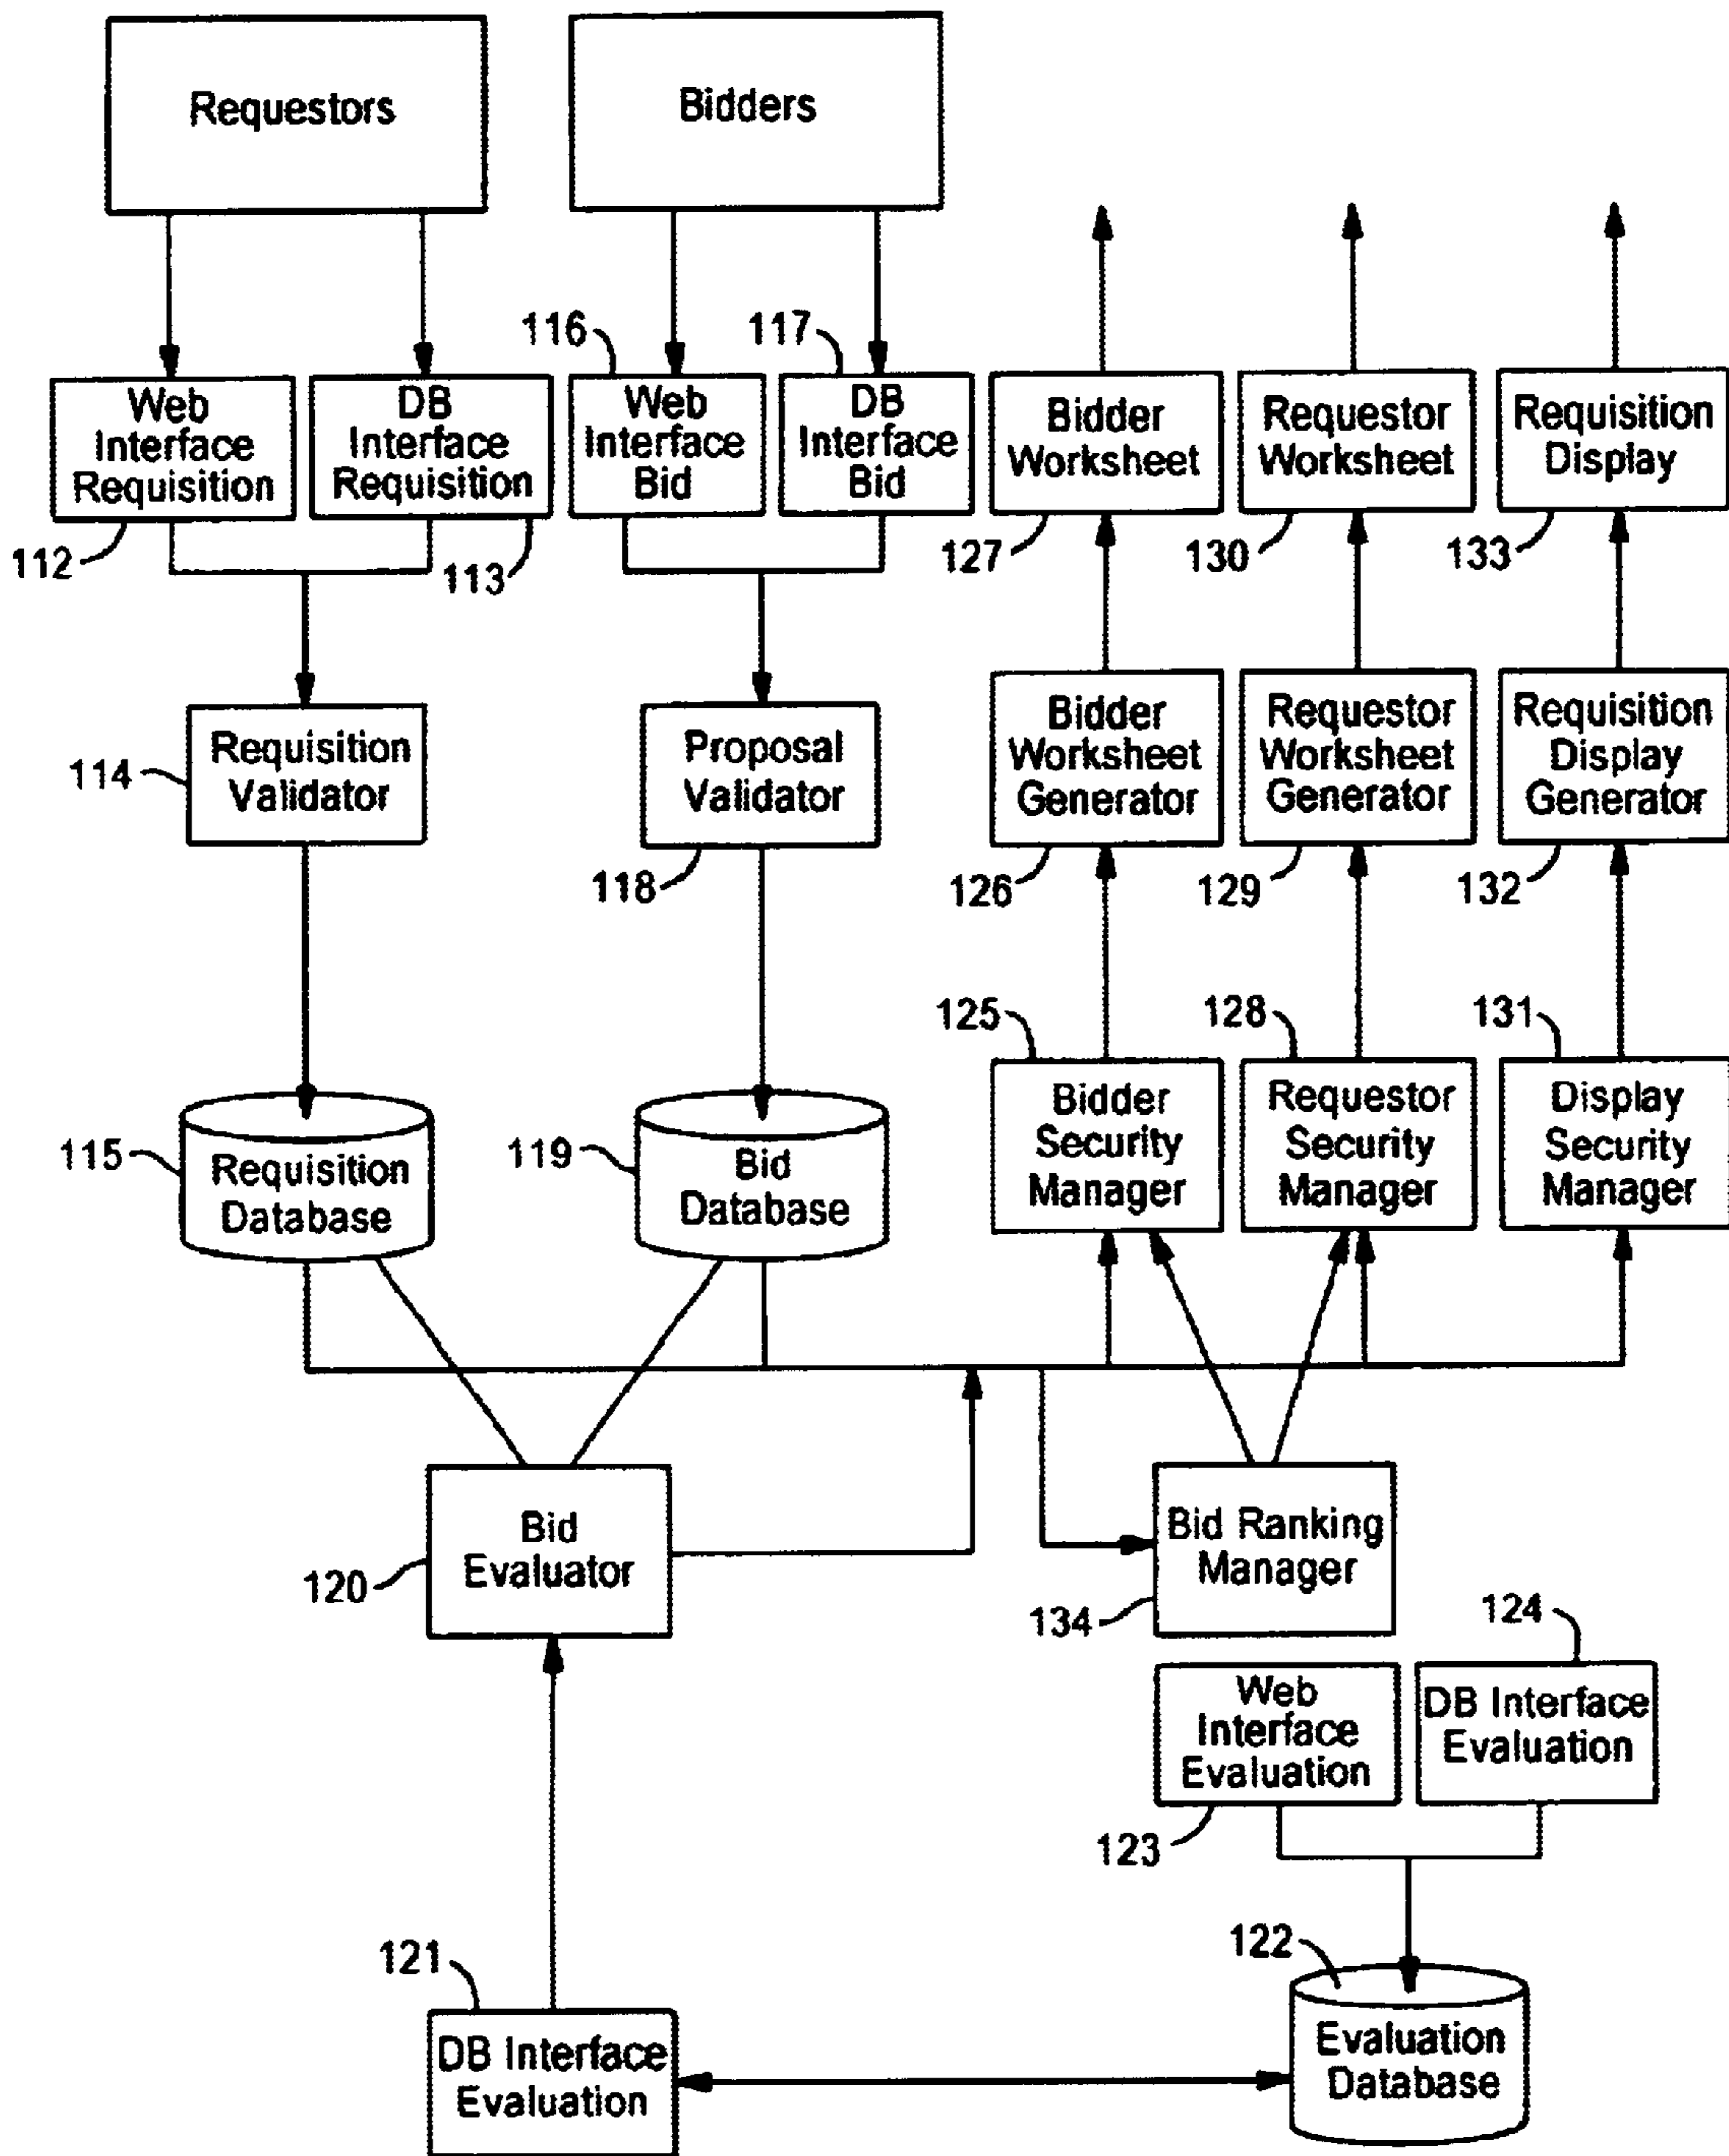 Requestors
Bidders
116
117
Web
Interface
Requisition
DB
Interface
Requisition
Web
Interface
Bid
DB
Interface
Bid
Bidder
Worksheet
Requestor
Worksheet
Requisition
Display
112
113
127
130
133
114
Requisition
Validator
Proposal
Validator
118
Bidder
Worksheet
Generator
Requestor
Worksheet
Generator
Requisition
Display
Generator
126
129
132
125
128
131
115
Requisition
Database
119
Bid
Database
Bidder
Security
Manager
Requestor
Security
Manager
Display
Security
Manager
120
Bid
Evaluator
Bid Ranking
Manager
134
124
Web
Interface
Evaluation
DB Interface
Evaluation
123
121
122
DB Interface
Evaluation
Evaluation
Database